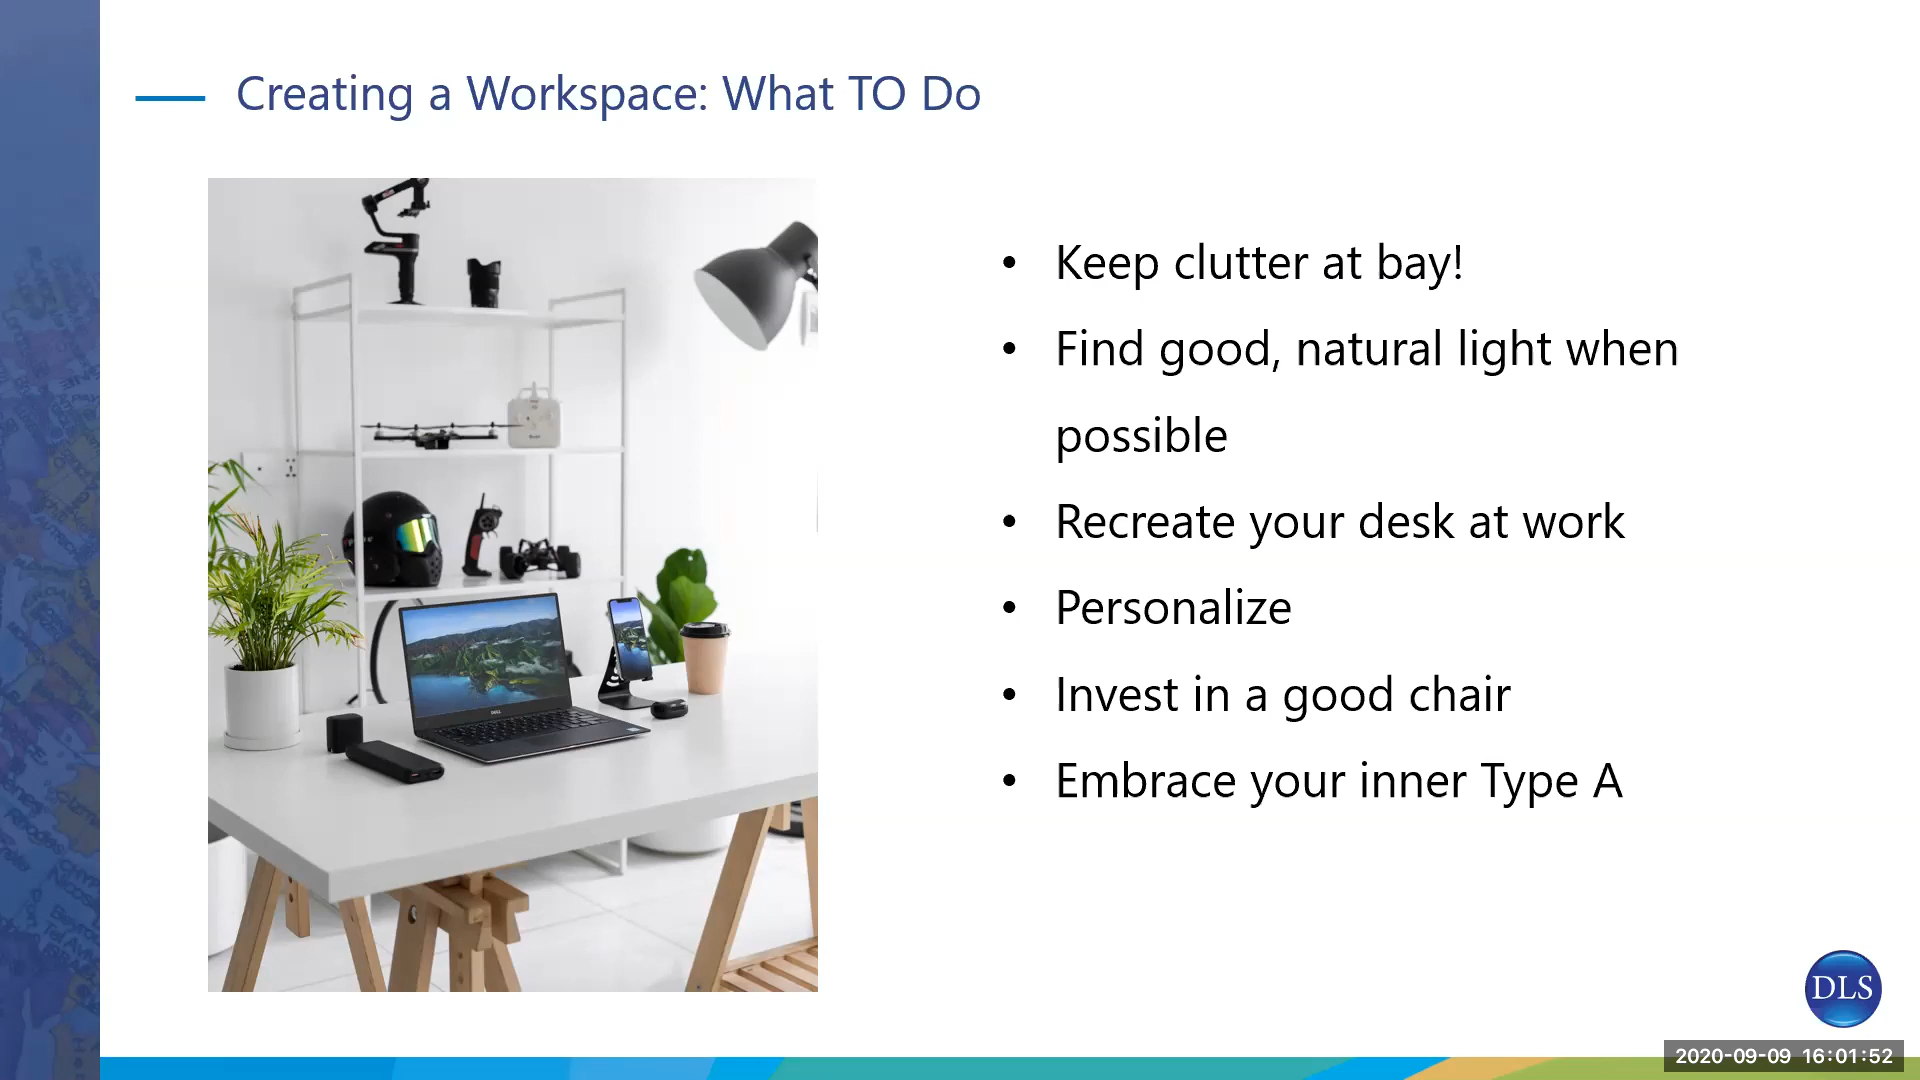 Creating a Workspace: What TO Do
• Keep clutter at bay!
• Find good, natural light when
possible
• Recreate your desk at work
• Personalize
• Invest in a good chair
• Embrace your inner Type A
DELL
DLS
2020-09-09 16:01:52